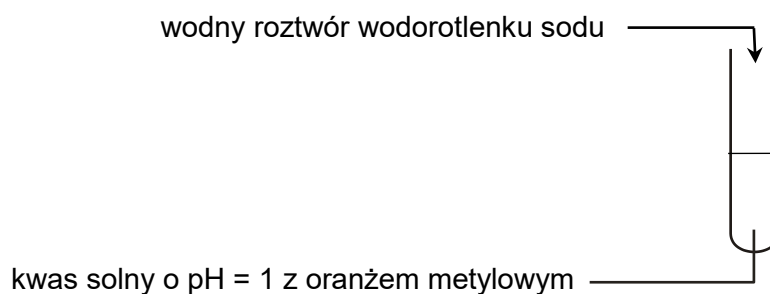 wodny roztwór wodorotlenku sodu
kwas solny o pH = 1 z oranżem metylowym